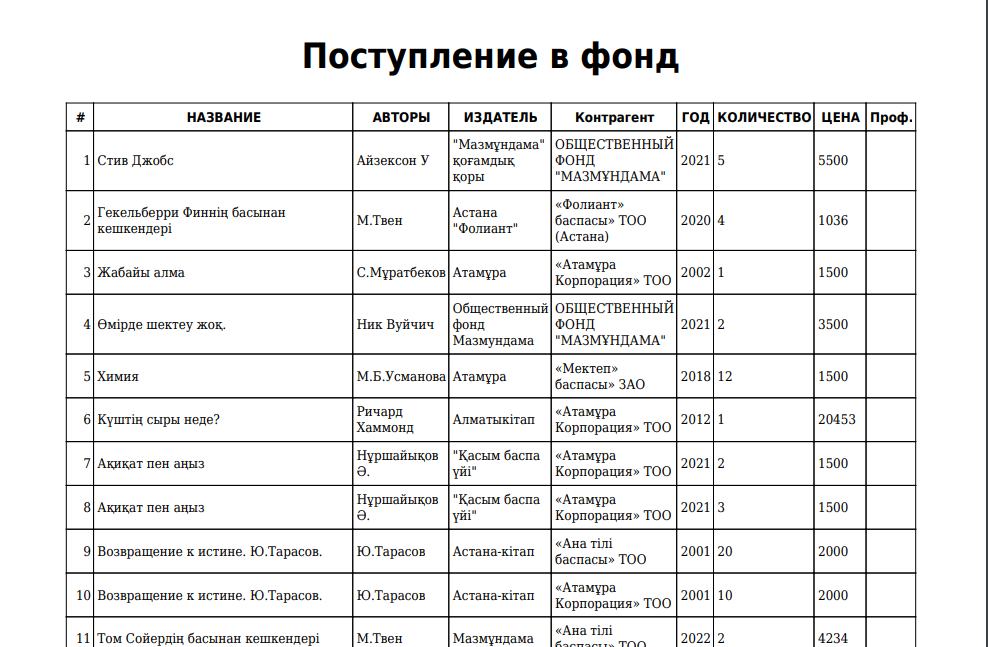 Поступление в фонд
# НАЗВАНИЕ АВТОРЫ ИЗДАТЕЛЬ Контрагент ГОД КОЛИЧЕСТВО ЦЕНА Проф.
1 Стив Джобс Айзексон У "Мазмұндама" қоғамдық қоры ОБЩЕСТВЕННЫЙ ФОНД "МАЗМҰНДАМА" 2021 5 5500
2 Гекельберри Финнің басынан кешкендері М.Твен Астана "Фолиант" «Фолиант» баспасы» ТОО (Астана) 2020 4 1036
3 Жабайы алма С.Мұратбеков Атамұра «Атамұра Корпорация» ТОО 2002 1 1500
4 Өмірде шектеу жоқ. Ник Вуйчич Общественный фонд Мазмундама ОБЩЕСТВЕННЫЙ ФОНД "МАЗМҰНДАМА" 2021 2 3500
5 Химия М.Б.Усманова Атамұра «Мектеп» баспасы» ЗАО 2018 12 1500
6 Күштің сыры неде? Ричард Хаммонд Алматыкітап «Атамұра Корпорация» ТОО 2012 1 20453
7 Ақиқат пен аңыз Нұршайықов Ә. "Қасым баспа үйі" «Атамұра Корпорация» ТОО 2021 2 1500
8 Ақиқат пен аңыз Нұршайықов Ә. "Қасым баспа үйі" «Атамұра Корпорация» ТОО 2021 3 1500
9 Возвращение к истине. Ю.Тарасов. Ю.Тарасов Астана-кітап «Ана тілі баспасы» ТОО 2001 20 2000
10 Возвращение к истине. Ю.Тарасов. Ю.Тарасов Астана-кітап «Атамұра Корпорация» ТОО 2001 10 2000
11 Том Сойердің басынан кешкендері М.Твен Мазмұндама «Ана тілі баспасы» ТОО 2022 2 4234